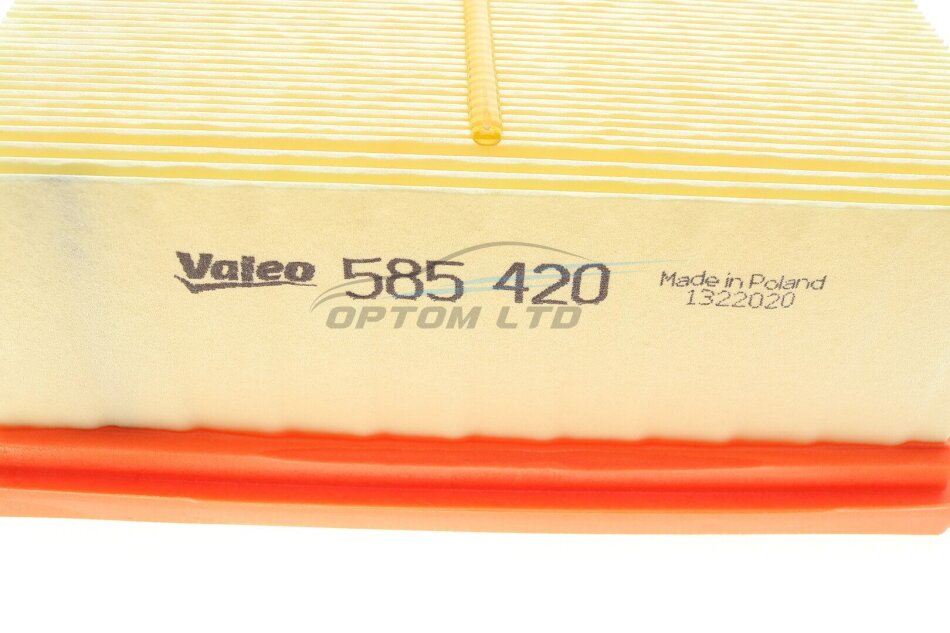 Valeo 585 420 Made in Poland
1322020
OPTOM LTD